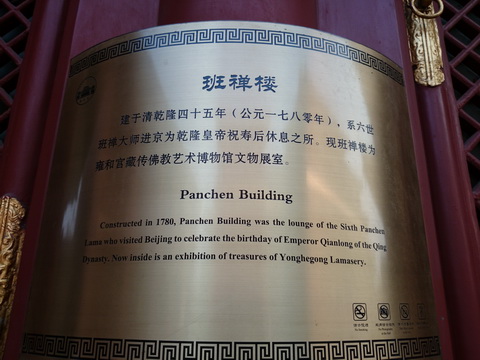 班禅楼
建于清乾隆四十五年（公元一七八零年），系六世
班禅大师进京为乾隆皇帝祝寿后休息之所。现班禅楼为
雍和宫藏传佛教艺术博物馆文物展室。
Panchen Building
Constructed in 1780, Panchen Building was the lounge of the Sixth Panchen
Lama who visited Beijing to celebrate the birthday of Emperor Qianlong of the Qing
Dynasty. Now inside is an exhibition of treasures of Yonghegong Lamasery.